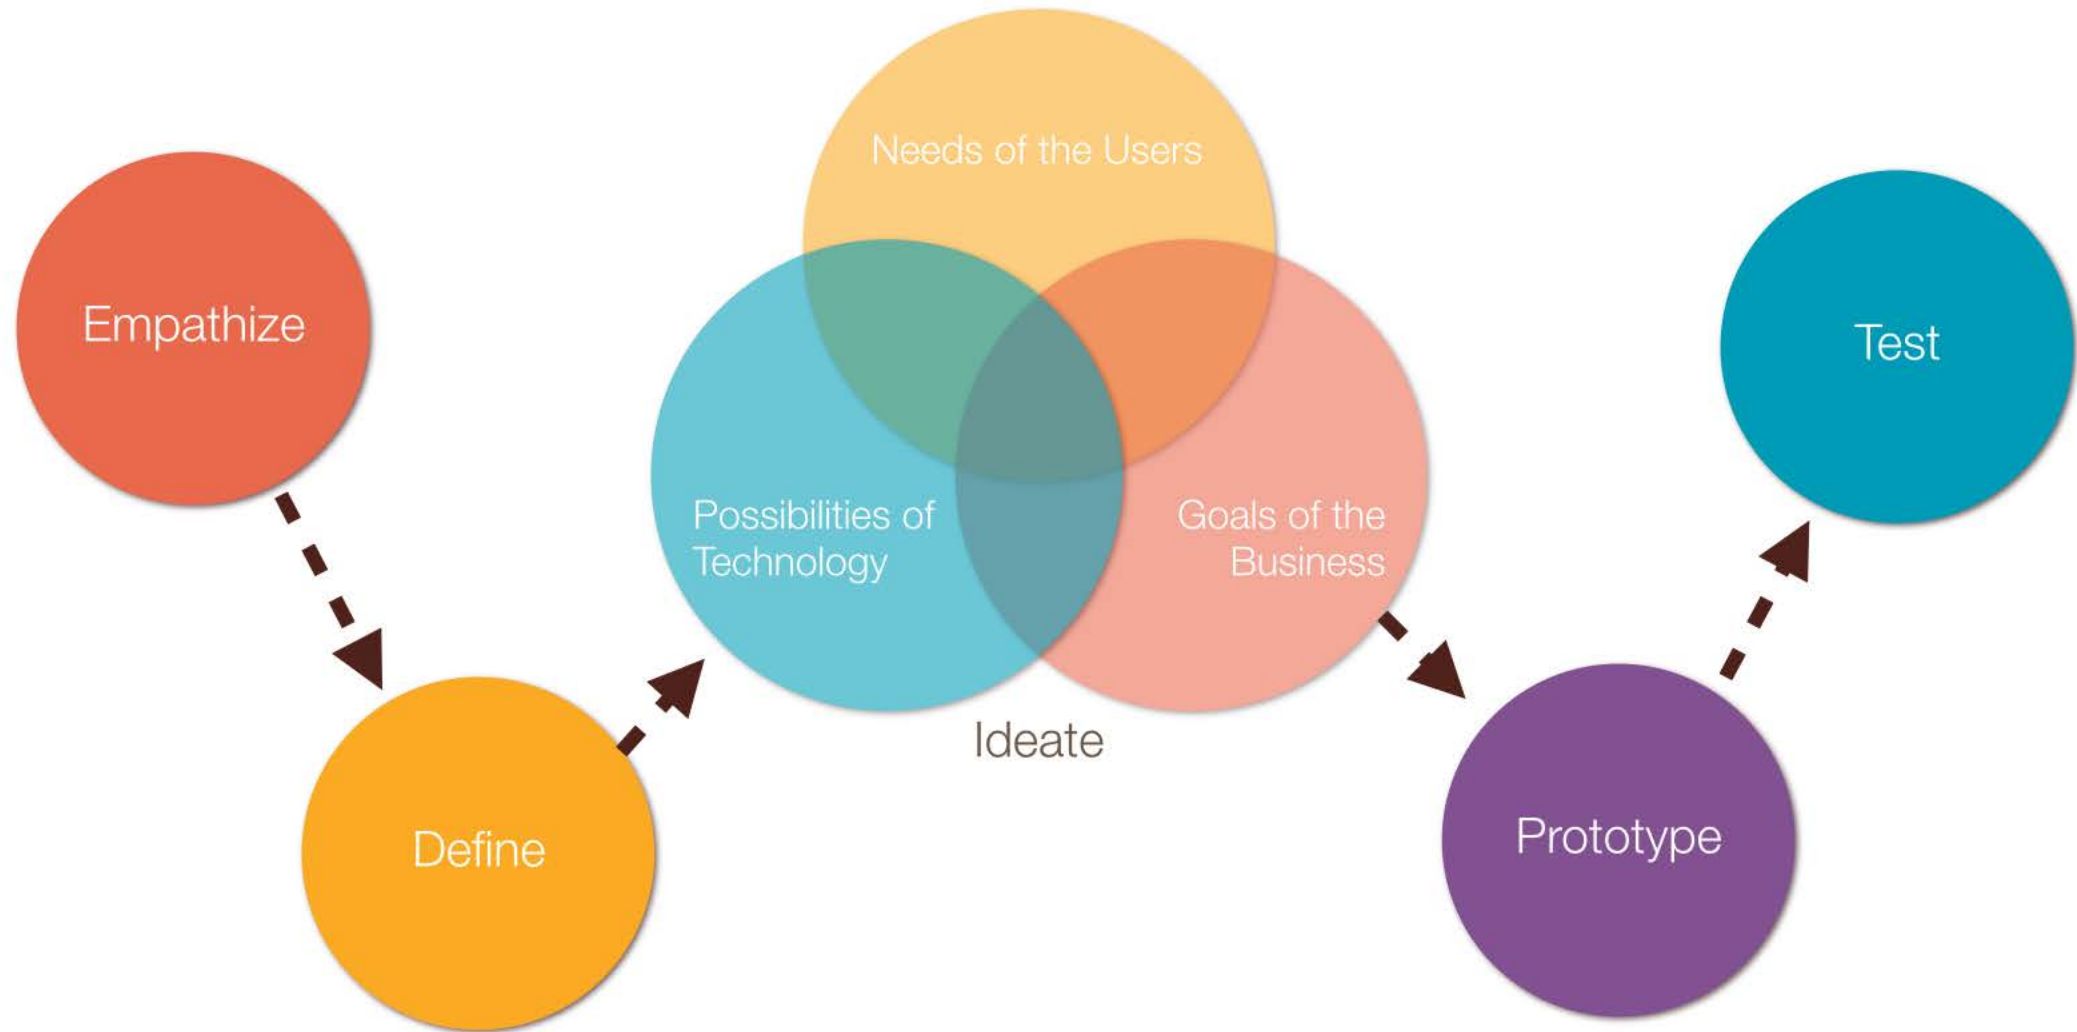 Empathize
Define
Needs of the Users
Possibilities of
Technology
Goals of the
Business
Ideate
Prototype
Test